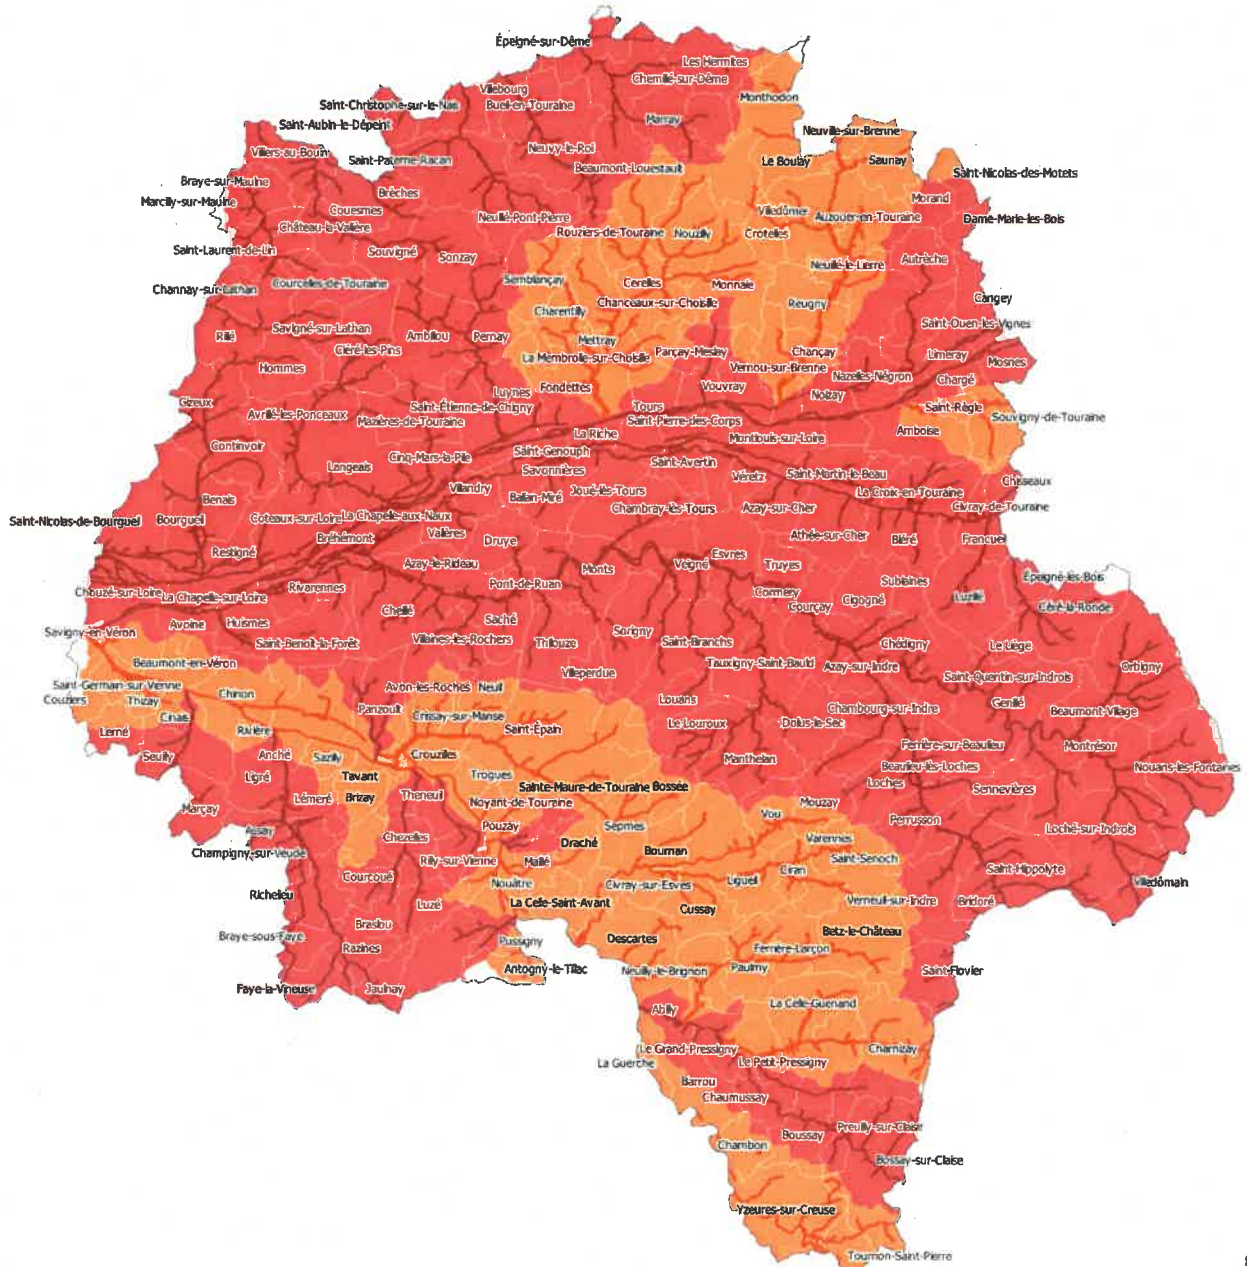 Épeigné-sur-Dême
Les Hermites
Chemillé-sur-Dême
Villebourg
Bueil-en-Touraine
Monthodon
Saint-Christophe-sur-le-Nais
Marray
Saint-Aubin-le-Dépeint
Neuville-sur-Brenne
Villiers-au-Bouin
Saint-Paterne-Racan
Neuvy-le-Roi
Beaumont-Louestault
Le Boulay
Saunay
Saint-Nicolas-des-Motets
Braye-sur-Maulne
Brèches
Morand
Marcilly-sur-Maulne
Couesmes
Neuillé-Pont-Pierre
Villedômer
Auzouer-en-Touraine
Dame-Marie-les-Bois
Château-la-Vallière
Rouziers-de-Touraine
Nouzilly
Crotelles
Saint-Laurent-de-Lin
Souvigné
Sonzay
Neuillé-le-Lierre
Autrèche
Channay-sur-Lathan
Courcelles-de-Touraine
Semblançay
Cerelles
Monnaie
Chanceaux-sur-Choisille
Reugny
Cangey
Charentilly
Rillé
Savigné-sur-Lathan
Ambillou
Pernay
Mettray
Saint-Ouen-les-Vignes
Cléré-les-Pins
La Membrolle-sur-Choisille
Parçay-Meslay
Chançay
Limeray
Mosnes
Hommes
Vernou-sur-Brenne
Nazelles-Négron
Chargé
Luynes
Fondettes
Vouvray
Noizay
Gizeux
Avrillé-les-Ponceaux
Saint-Étienne-de-Chigny
Tours
Saint-Règle
Souvigny-de-Touraine
Mazières-de-Touraine
Saint-Pierre-des-Corps
Amboise
Continvoir
La Riche
Montlouis-sur-Loire
Langeais
Cinq-Mars-la-Pile
Saint-Genouph
Savonnières
Saint-Avertin
Véretz
Saint-Martin-le-Beau
Chisseaux
Villandry
Ballan-Miré
Joué-lès-Tours
La Croix-en-Touraine
Benais
Chambray-lès-Tours
Azay-sur-Cher
Civray-de-Touraine
Saint-Nicolas-de-Bourgueil
Bourgueil
Coteaux-sur-Loire
La Chapelle-aux-Naux
Bréhémont
Vallères
Druye
Athée-sur-Cher
Bléré
Francueil
Restigné
Azay-le-Rideau
Monts
Veigné
Esvres
Truyes
Épeigné-les-Bois
Chouzé-sur-Loire
La Chapelle-sur-Loire
Rivarennes
Pont-de-Ruan
Cormery
Courçay
Cigogné
Sublaines
Luzillé
Céré-la-Ronde
Avoine
Huismes
Cheillé
Saché
Savigny-en-Véron
Saint-Benoît-la-Forêt
Villaines-les-Rochers
Thilouze
Sorigny
Saint-Branchs
Chédigny
Le Liège
Beaumont-en-Véron
Villeperdue
Tauxigny-Saint-Bauld
Azay-sur-Indre
Saint-Quentin-sur-Indrois
Orbigny
Saint-Germain-sur-Vienne
Couziers
Thizay
Chinon
Avon-les-Roches
Neuil
Louans
Chambourg-sur-Indre
Genillé
Beaumont-Village
Cinais
Panzoult
Crissay-sur-Manse
Saint-Épain
Le Louroux
Dolus-le-Sec
Lerné
Rivière
Ferrière-sur-Beaulieu
Montrésor
Seuilly
Anché
Sazilly
Crouzilles
Manthelan
Beaulieu-lès-Loches
Nouans-les-Fontaines
Ligré
Tavant
Trogues
Sainte-Maure-de-Touraine
Bossée
Loches
Sennevières
Lémeré
Brizay
Theneuil
Noyant-de-Touraine
Mouzay
Marçay
Vou
Perrusson
Assay
Chezelles
Pouzay
Sepmes
Varennes
Loché-sur-Indrois
Champigny-sur-Veude
Rilly-sur-Vienne
Maillé
Draché
Bournan
Saint-Senoch
Courcoué
Nouâtre
Civray-sur-Esves
Ligueil
Ciran
Saint-Hippolyte
Villedômain
Richelieu
Luzé
La Celle-Saint-Avant
Cussay
Verneuil-sur-Indre
Bridoré
Braslou
Braye-sous-Faye
Razines
Pussigny
Descartes
Ferrière-Larçon
Betz-le-Château
Antogny-le-Tillac
Neuilly-le-Brignon
Paulmy
Saint-Flovier
Faye-la-Vineuse
Jaulnay
Abilly
La Celle-Guenand
La Guerche
Le Grand-Pressigny
Le Petit-Pressigny
Charnizay
Barrou
Chaumussay
Chambon
Boussay
Preuilly-sur-Claise
Bossay-sur-Claise
Yzeures-sur-Creuse
Tournon-Saint-Pierre